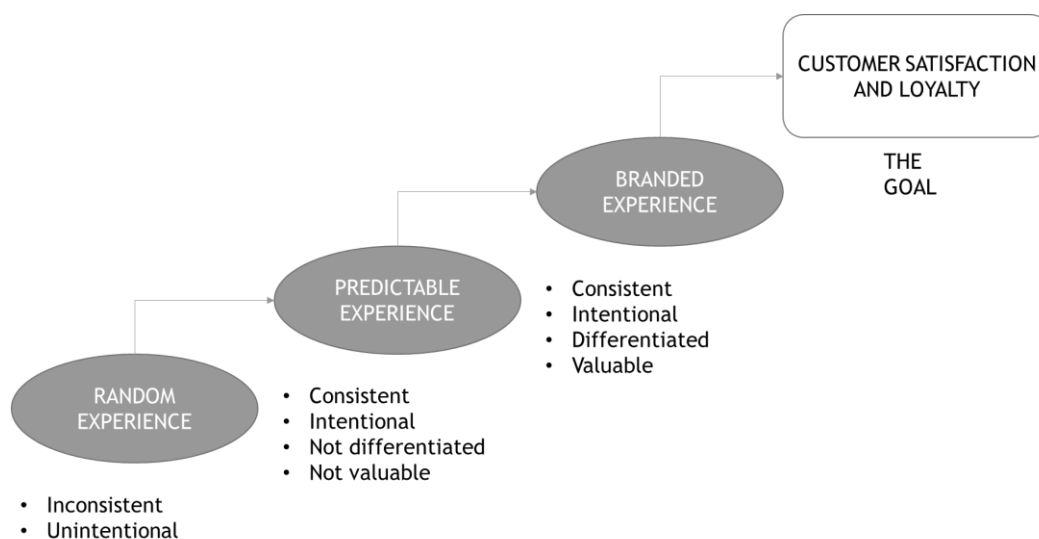 CUSTOMER SATISFACTION
AND LOYALTY
THE
GOAL
BRANDED
EXPERIENCE
• Consistent
• Intentional
• Differentiated
• Valuable
PREDICTABLE
EXPERIENCE
• Consistent
• Intentional
• Not differentiated
• Not valuable
RANDOM
EXPERIENCE
• Inconsistent
• Unintentional